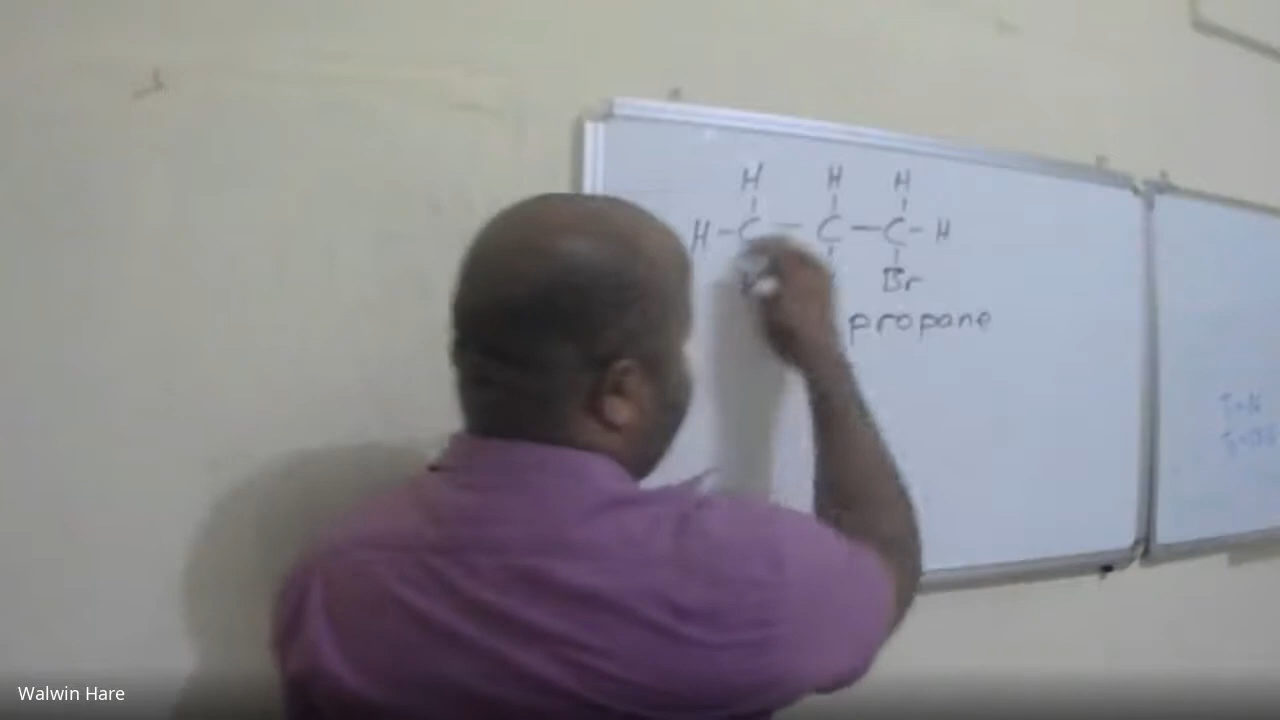 H H H
H - C - C - C - H
Br
propane
Walwin Hare